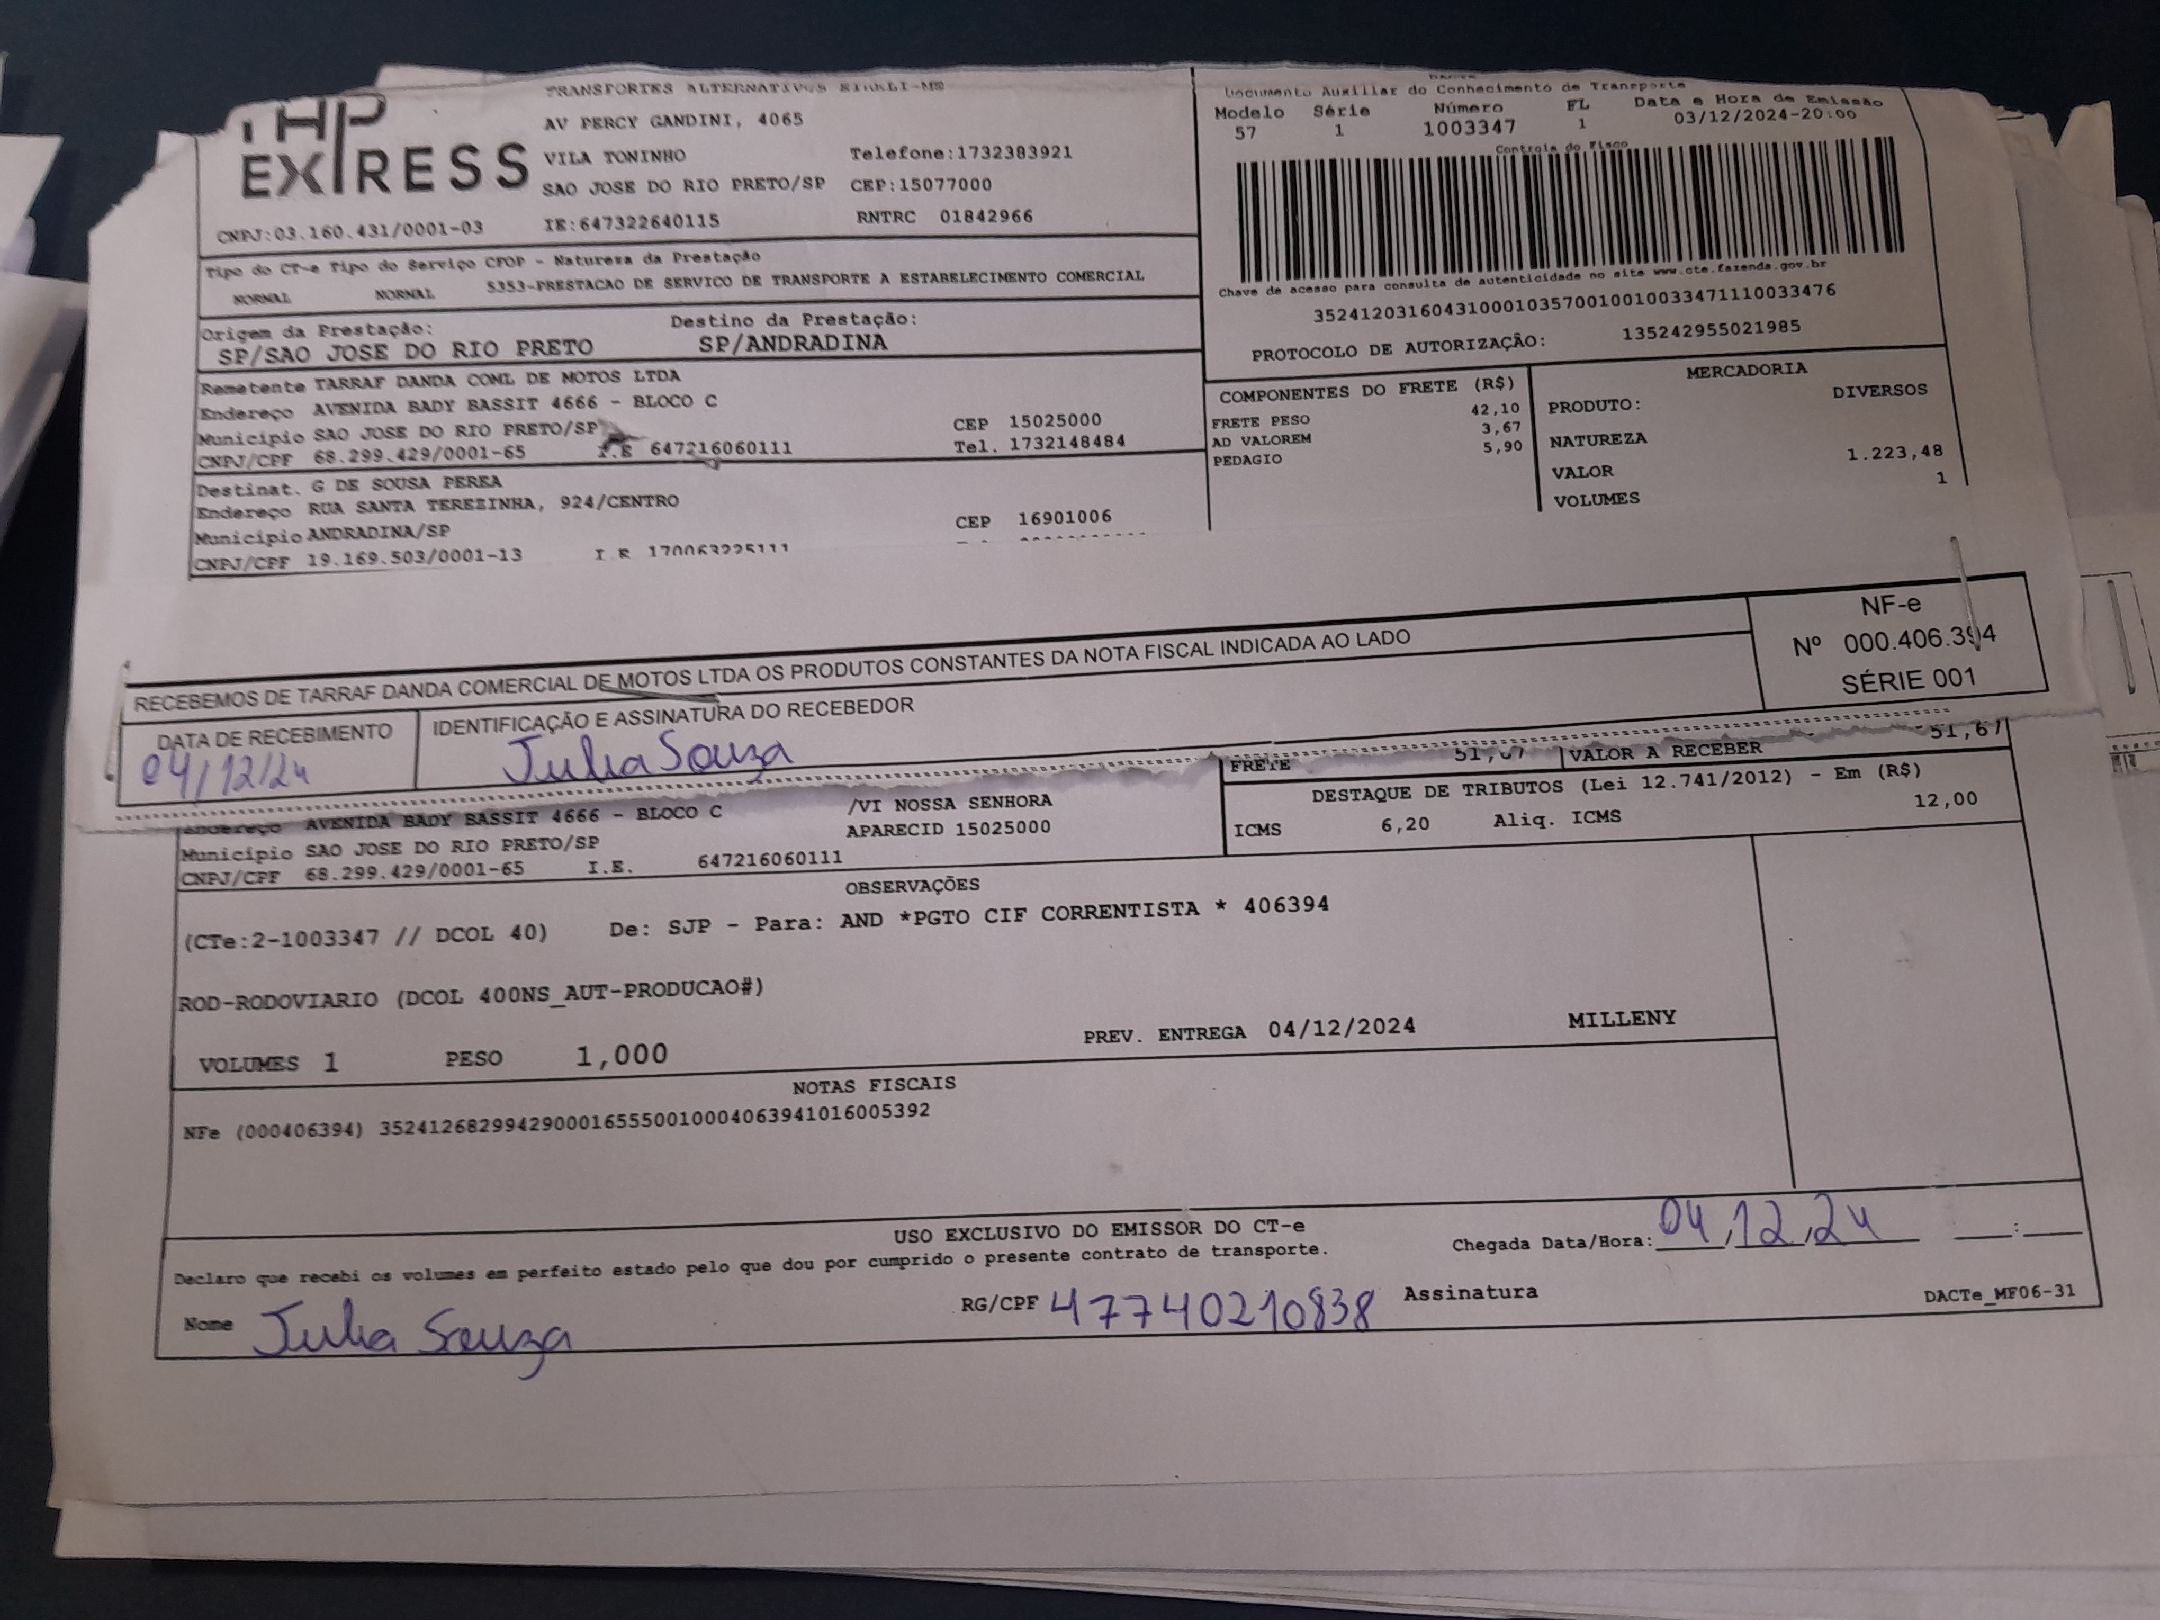 THP
EXPRESS
TRANSPORTES ALTERNATIVOS EIRELI-ME
AV PERCY GANDINI, 4065
VILA TONINHO Telefone:1732383921
SAO JOSE DO RIO PRETO/SP CEP:15077000
CNPJ:03.160.431/0001-03 IE:647322640115 RNTRC 01842966
Documento Auxiliar do Conhecimento de Transporte
Modelo Série Número FL Data e Hora de Emissão
57 1 1003347 1 03/12/2024-20:00
Controle do Fisco
Chave de acesso para consulta de autenticidade no site www.cte.fazenda.gov.br
35241203160431000103570010010033471110033476
PROTOCOLO DE AUTORIZAÇÂO: 135242955021985
Tipo do CT-e Tipo do Serviço CFOP - Natureza da Prestação
NORMAL NORMAL 5353-PRESTACAO DE SERVICO DE TRANSPORTE A ESTABELECIMENTO COMERCIAL
Origem da Prestação: Destino da Prestação:
SP/SAO JOSE DO RIO PRETO SP/ANDRADINA
Remetente TARRAF DANDA COML DE MOTOS LTDA
Endereço AVENIDA BADY BASSIT 4666 - BLOCO C
Município SAO JOSE DO RIO PRETO/SP CEP 15025000
CNPJ/CPF 68.299.429/0001-65 I.E 647216060111 Tel. 1732148484
Destinat. G DE SOUSA PEREA
Endereço RUA SANTA TEREZINHA, 924/CENTRO
Município ANDRADINA/SP CEP 16901006
CNPJ/CPF 19.169.503/0001-13 I.E 170063225111
COMPONENTES DO FRETE (R$)
FRETE PESO 42,10
AD VALOREM 3,67
PEDAGIO 5,90
MERCADORIA
PRODUTO: DIVERSOS
NATUREZA
VALOR 1.223,48
VOLUMES 1
RECEBEMOS DE TARRAF DANDA COMERCIAL DE MOTOS LTDA OS PRODUTOS CONSTANTES DA NOTA FISCAL INDICADA AO LADO
NF-e
Nº 000.406.394
SÉRIE 001
DATA DE RECEBIMENTO IDENTIFICAÇÃO E ASSINATURA DO RECEBEDOR
04/12/24 Julia Souza
FRETE 51,67 VALOR A RECEBER 51,67
DESTAQUE DE TRIBUTOS (Lei 12.741/2012) - Em (R$)
ICMS 6,20 Aliq. ICMS 12,00
Endereço AVENIDA BADY BASSIT 4666 - BLOCO C /VI NOSSA SENHORA
APARECID 15025000
Município SAO JOSE DO RIO PRETO/SP
CNPJ/CPF 68.299.429/0001-65 I.E. 647216060111
OBSERVAÇÕES
(CTe:2-1003347 // DCOL 40) De: SJP - Para: AND *PGTO CIF CORRENTISTA * 406394
ROD-RODOVIARIO (DCOL 400NS_AUT-PRODUCAO#)
VOLUMES 1 PESO 1,000 PREV. ENTREGA 04/12/2024 MILLENY
NOTAS FISCAIS
NFe (000406394) 35241268299429000165550010004063941016005392
USO EXCLUSIVO DO EMISSOR DO CT-e
Declaro que recebi os volumes em perfeito estado pelo que dou por cumprido o presente contrato de transporte.
Chegada Data/Hora: 04/12/24 :
Nome Julia Souza RG/CPF 47740210838 Assinatura
DACTe_MF06-31